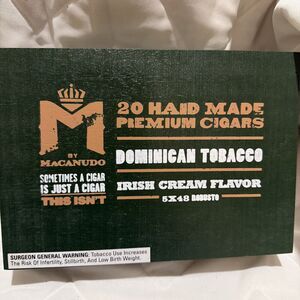 M
BY
MACANUDO
SOMETIMES A CIGAR
IS JUST A CIGAR
THIS ISN'T
20 HAND MADE
PREMIUM CIGARS
DOMINICAN TOBACCO
IRISH CREAM FLAVOR
5X48 ROBUSTO
SURGEON GENERAL WARNING: Tobacco Use Increases
The Risk Of Infertility, Stillbirth, And Low Birth Weight.